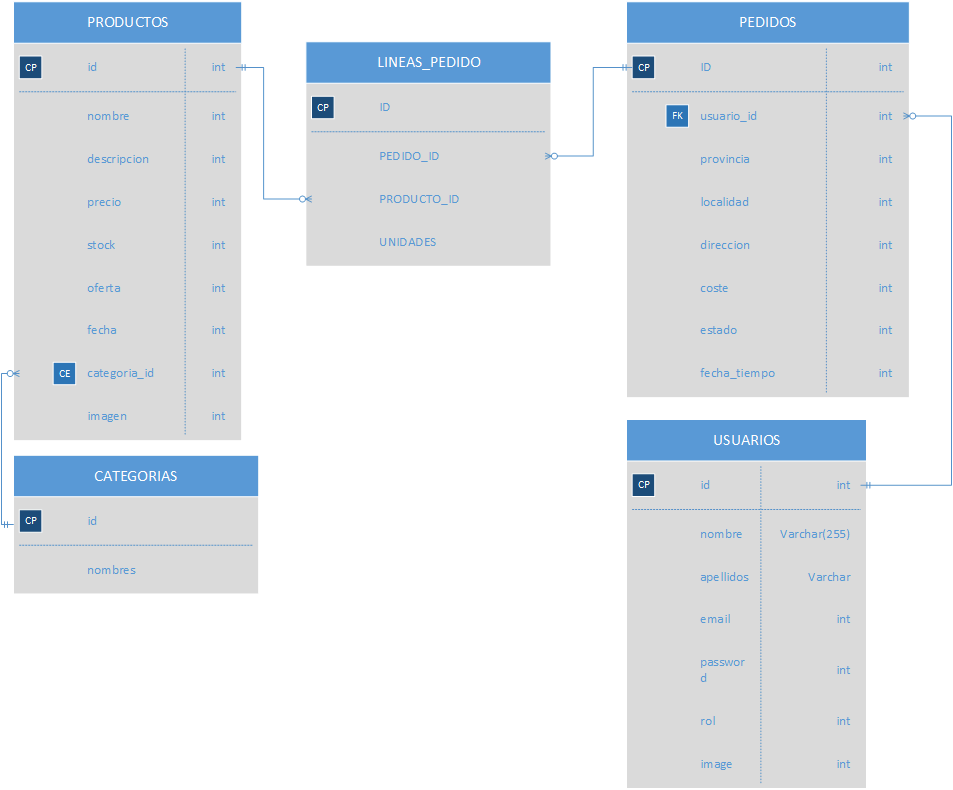 PRODUCTOS
CP id int
nombre int
descripcion int
precio int
stock int
oferta int
fecha int
CE categoria_id int
imagen int
CATEGORIAS
CP id
nombres
LINEAS_PEDIDO
CP ID
PEDIDO_ID
PRODUCTO_ID
UNIDADES
PEDIDOS
CP ID int
FK usuario_id int
provincia int
localidad int
direccion int
coste int
estado int
fecha_tiempo int
USUARIOS
CP id int
nombre Varchar(255)
apellidos Varchar
email int
passwor
d int
rol int
image int